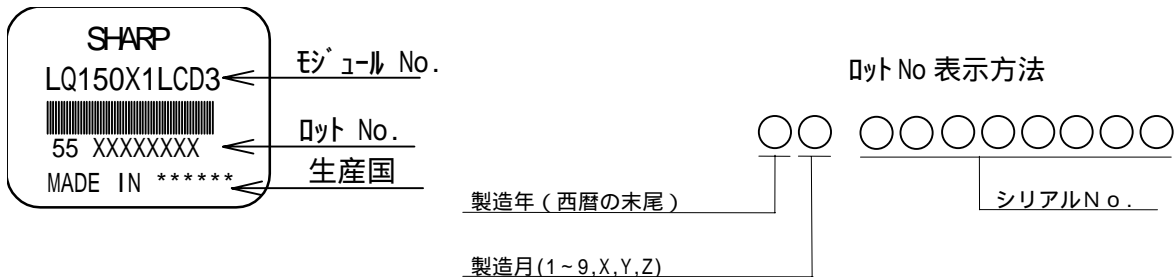 SHARP
LQ150X1LCD3
55 XXXXXXXX
MADE IN ******
ﾓｼﾞｭｰﾙ No.
ﾛｯﾄ No.
生産国
ﾛｯﾄ No 表示方法
○○ ○○○○○○○○
製造年(西暦の末尾)
シリアルＮｏ.
製造月(1~9,X,Y,Z)